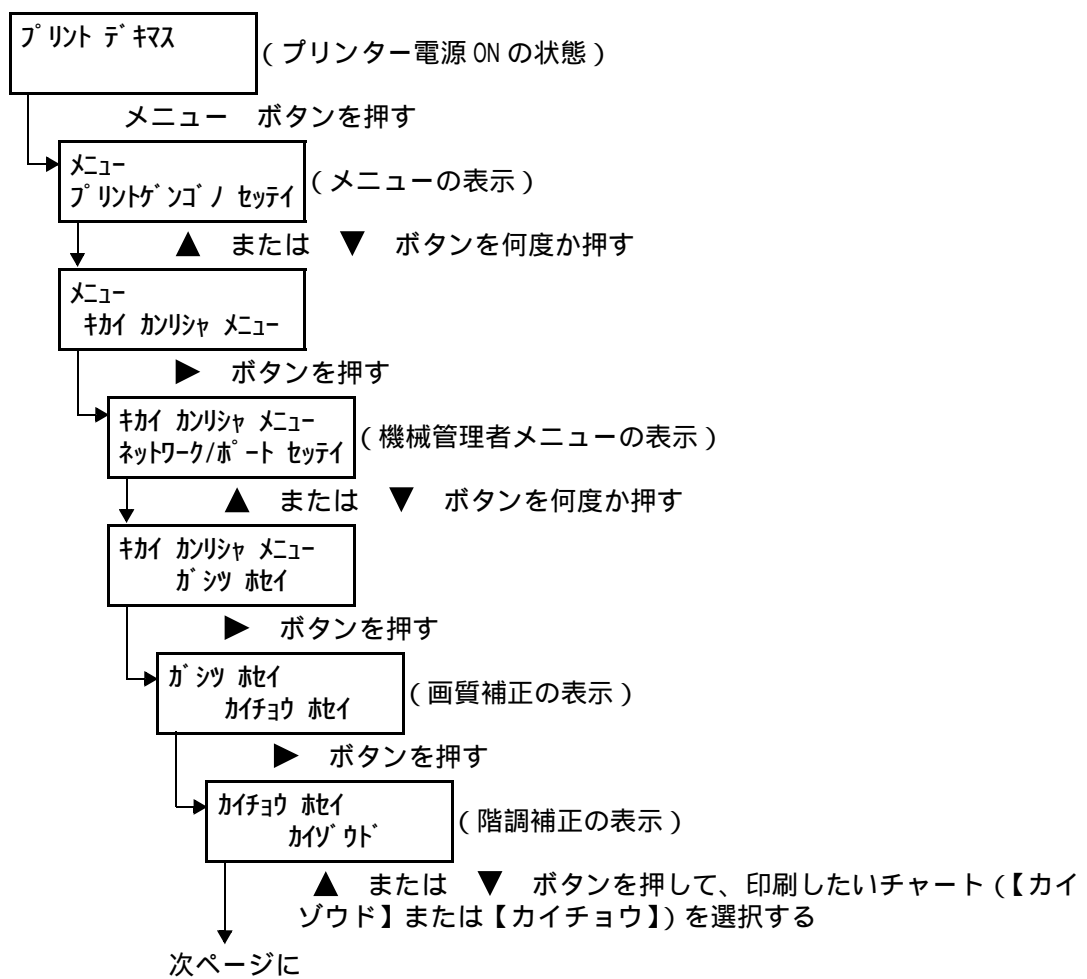 ﾌﾟﾘﾝﾄ ﾃﾞｷﾏｽ
(プリンター電源 ON の状態)
メニュー　ボタンを押す
ﾒﾆｭｰ
ﾌﾟﾘﾝﾄｹﾞﾝｺﾞﾉ ｾｯﾃｲ
(メニューの表示)
▲　または　▼　ボタンを何度か押す
ﾒﾆｭｰ
ｷｶｲ ｶﾝﾘｼｬ ﾒﾆｭｰ
▶　ボタンを押す
ｷｶｲ ｶﾝﾘｼｬ ﾒﾆｭｰ
ﾈｯﾄﾜｰｸ/ﾎﾟｰﾄ ｾｯﾃｲ
(機械管理者メニューの表示)
▲　または　▼　ボタンを何度か押す
ｷｶｲ ｶﾝﾘｼｬ ﾒﾆｭｰ
ｶﾞｼﾂ ﾎｾｲ
▶　ボタンを押す
ｶﾞｼﾂ ﾎｾｲ
ｶｲﾁｮｳ ﾎｾｲ
(画質補正の表示)
▶　ボタンを押す
ｶｲﾁｮｳ ﾎｾｲ
ｶｲｿﾞｳﾄﾞ
(階調補正の表示)
▲　または　▼　ボタンを押して、印刷したいチャート(【カイ
ゾウド】または【カイチョウ】)を選択する
次ページに